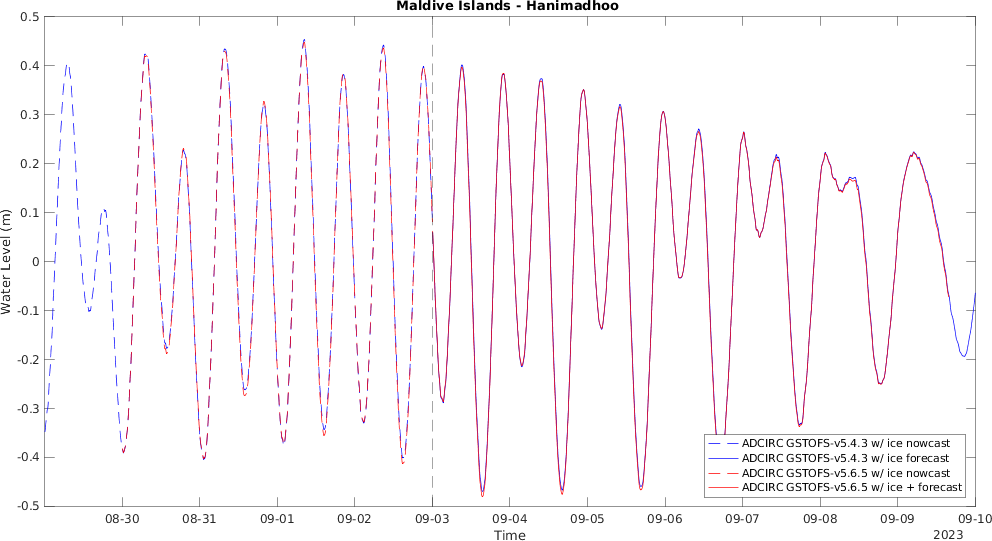 Maldive Islands - Hanimadhoo
Water Level (m)
0.5
0.4
0.3
0.2
0.1
0
-0.1
-0.2
-0.3
-0.4
-0.5
ADCIRC GSTOFS-v5.4.3 w/ ice nowcast
ADCIRC GSTOFS-v5.4.3 w/ ice forecast
ADCIRC GSTOFS-v5.6.5 w/ ice nowcast
ADCIRC GSTOFS-v5.6.5 w/ ice + forecast
08-30 08-31 09-01 09-02 09-03 09-04 09-05 09-06 09-07 09-08 09-09 09-10
Time
2023